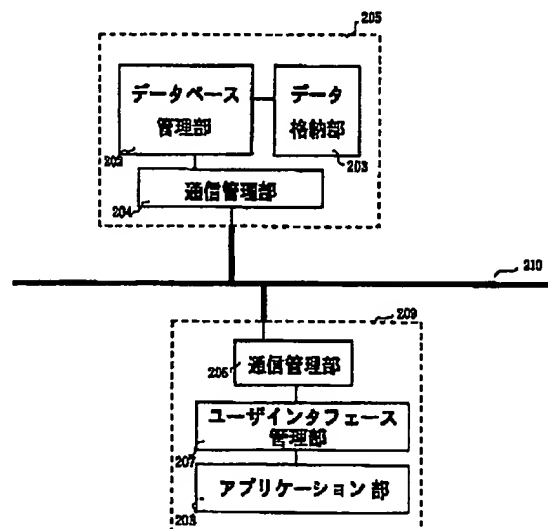 205
データベース
管理部
202
データ
格納部
203
通信管理部
204
210
209
通信管理部
206
ユーザインタフェース
管理部
207
アプリケーション部
208